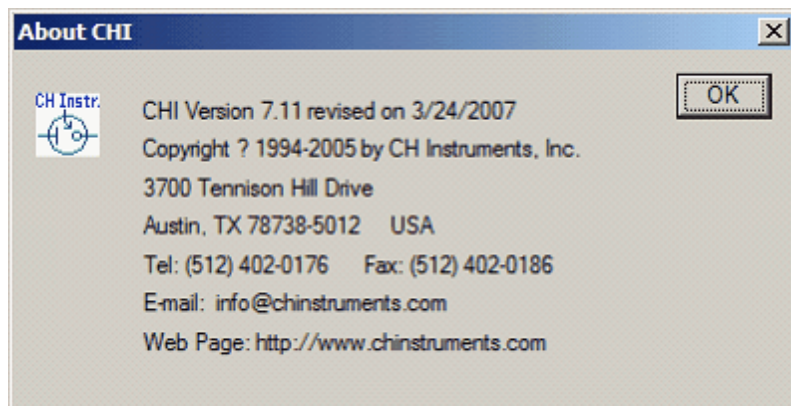 About CHI
OK
CH Instr.
CHI Version 7.11 revised on 3/24/2007
Copyright ? 1994-2005 by CH Instruments, Inc.
3700 Tennison Hill Drive
Austin, TX 78738-5012 USA
Tel: (512) 402-0176 Fax: (512) 402-0186
E-mail: info@chinstruments.com
Web Page: http://www.chinstruments.com